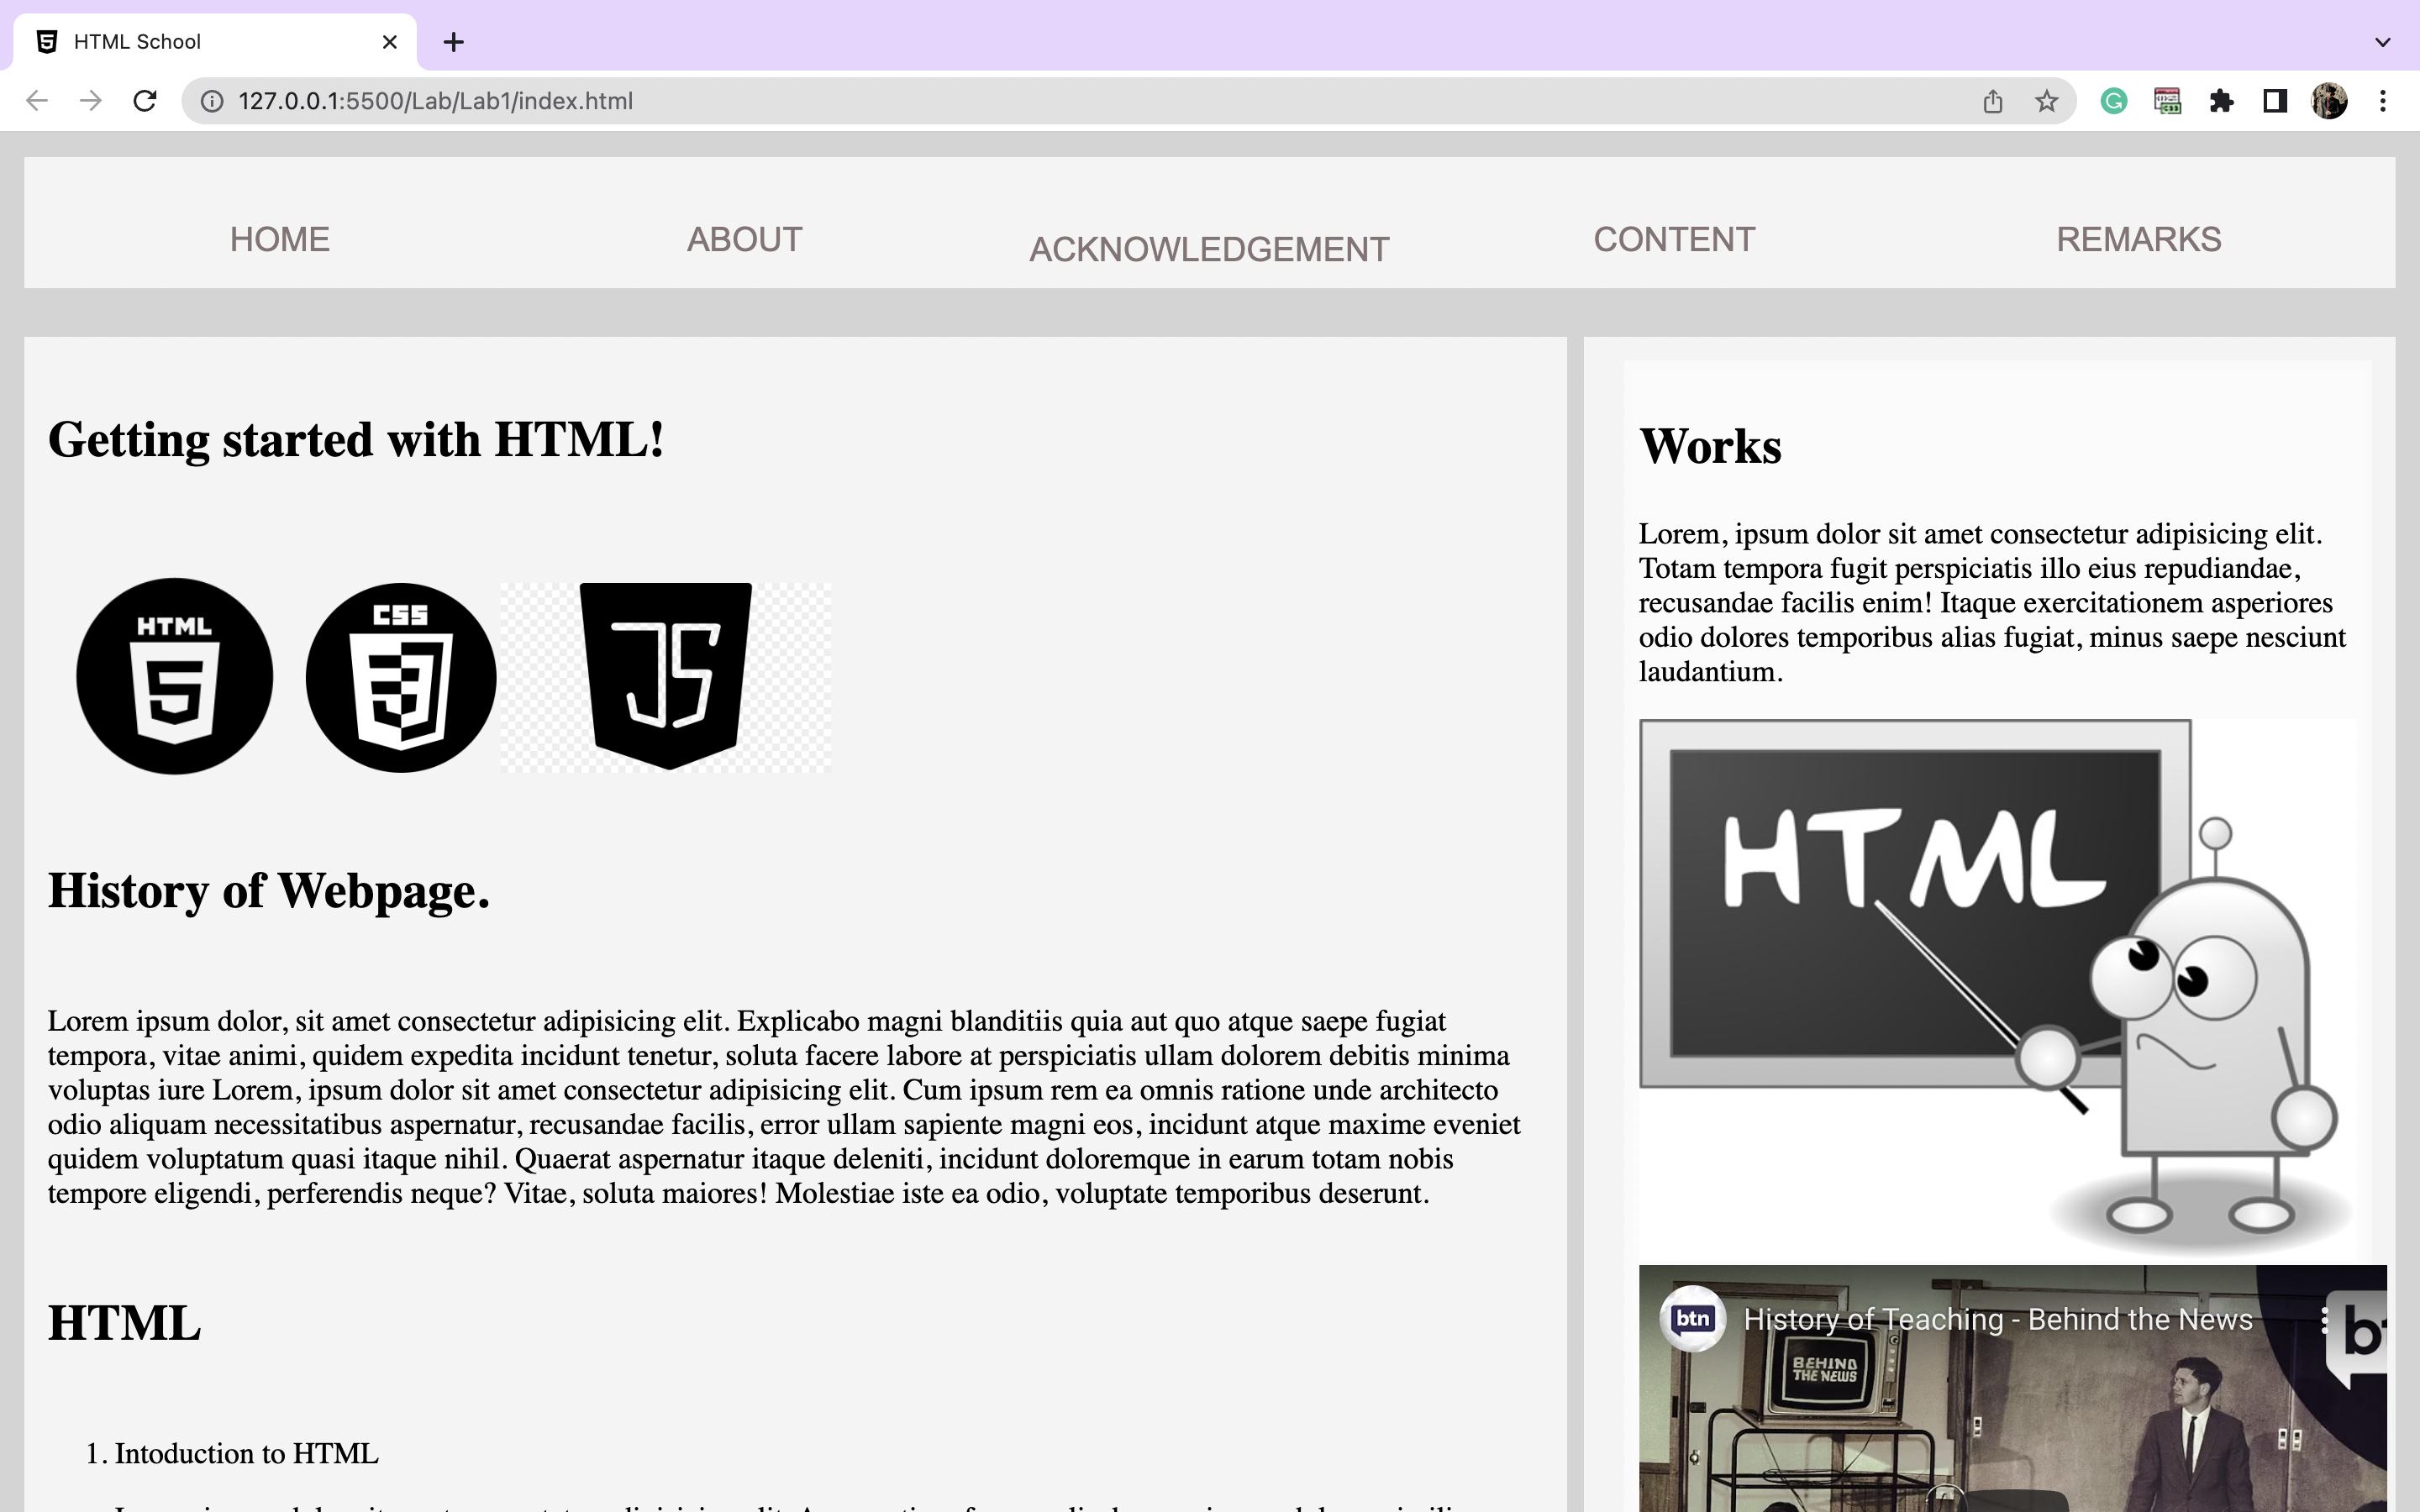 HTML School
127.0.0.1:5500/Lab/Lab1/index.html
HOME
ABOUT
ACKNOWLEDGEMENT
CONTENT
REMARKS
Getting started with HTML!
HTML
5
CSS
3
JS
History of Webpage.
Lorem ipsum dolor, sit amet consectetur adipisicing elit. Explicabo magni blanditiis quia aut quo atque saepe fugiat
tempora, vitae animi, quidem expedita incidunt tenetur, soluta facere labore at perspiciatis ullam dolorem debitis minima
voluptas iure Lorem, ipsum dolor sit amet consectetur adipisicing elit. Cum ipsum rem ea omnis ratione unde architecto
odio aliquam necessitatibus aspernatur, recusandae facilis, error ullam sapiente magni eos, incidunt atque maxime eveniet
quidem voluptatum quasi itaque nihil. Quaerat aspernatur itaque deleniti, incidunt doloremque in earum totam nobis
tempore eligendi, perferendis neque? Vitae, soluta maiores! Molestiae iste ea odio, voluptate temporibus deserunt.
HTML
1. Intoduction to HTML
Works
Lorem, ipsum dolor sit amet consectetur adipisicing elit.
Totam tempora fugit perspiciatis illo eius repudiandae,
recusandae facilis enim! Itaque exercitationem asperiores
odio dolores temporibus alias fugiat, minus saepe nesciunt
laudantium.
HTML
btn
History of Teaching - Behind the News
BEHIND
THE NEWS